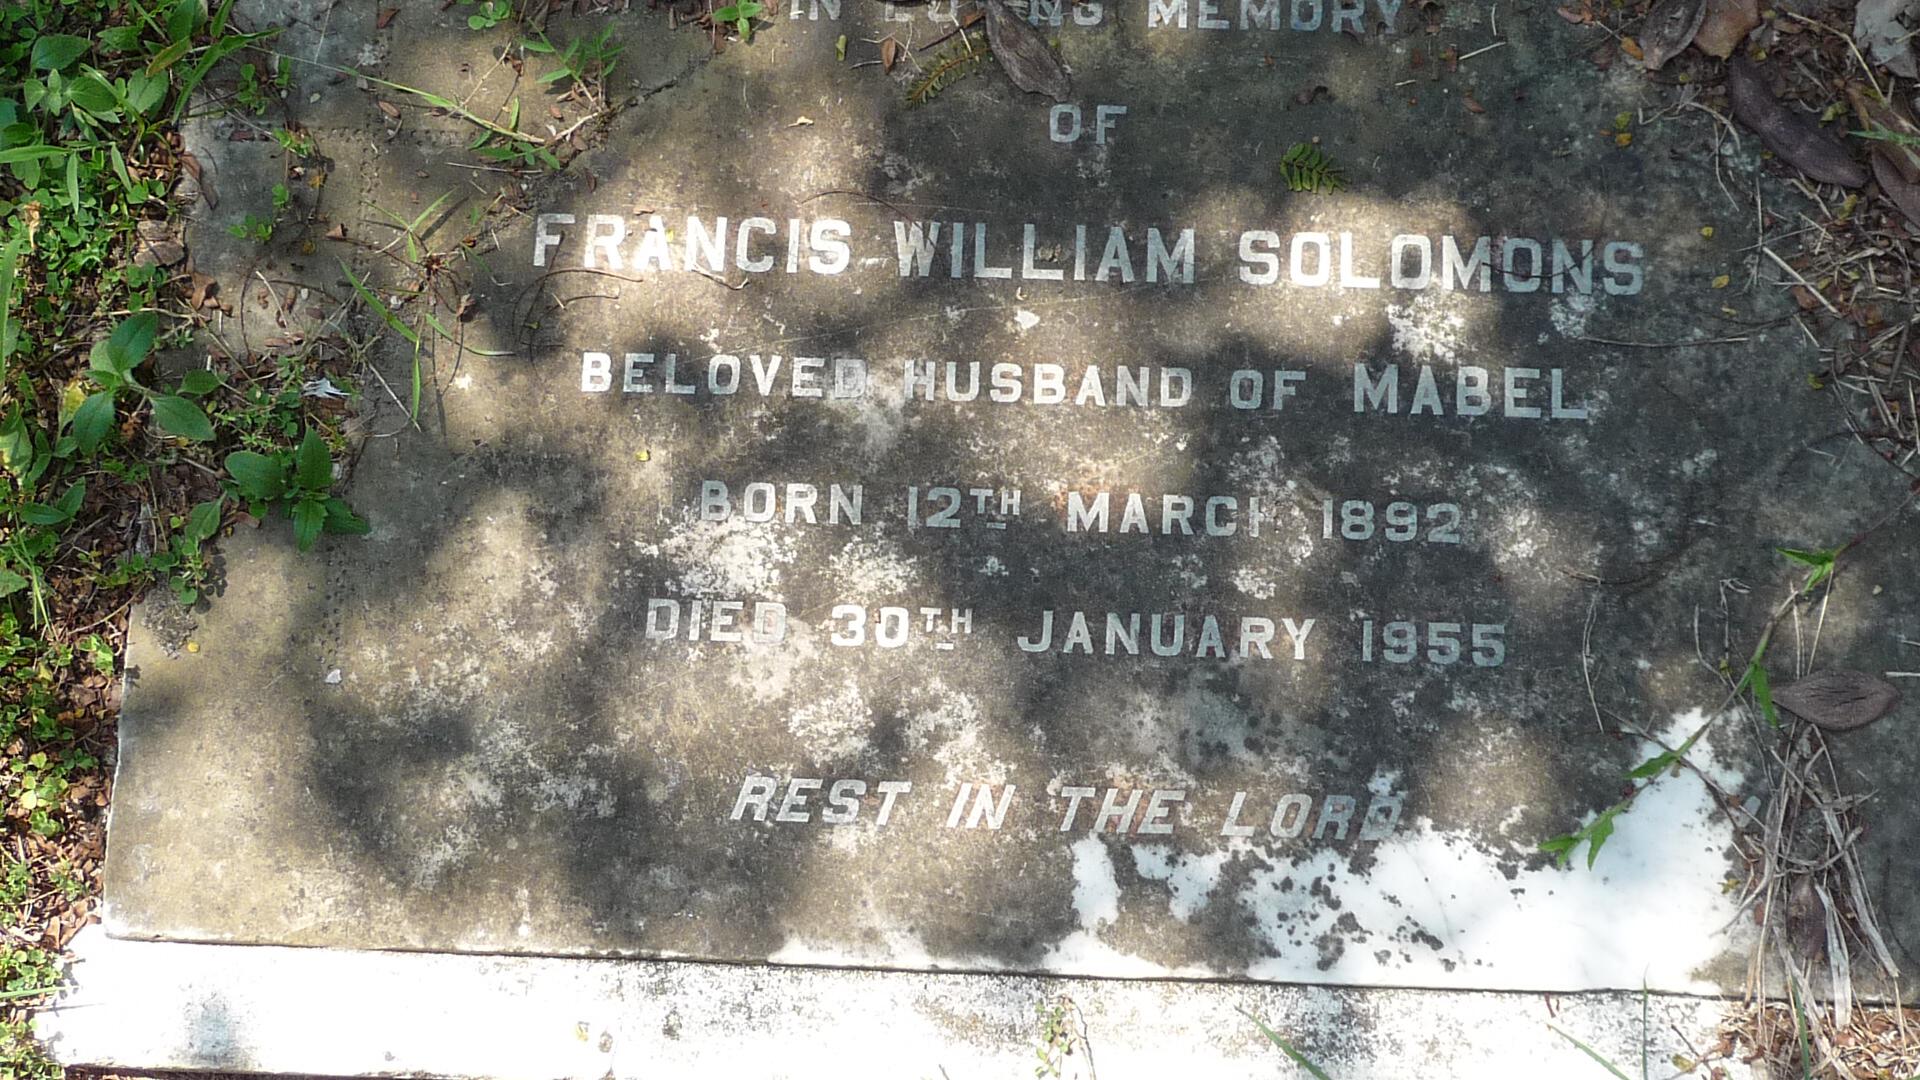 IN LOVING MEMORY
OF
FRANCIS WILLIAM SOLOMONS
BELOVED HUSBAND OF MABEL
BORN 12TH MARCH 1892
DIED 30TH JANUARY 1955
REST IN THE LORD